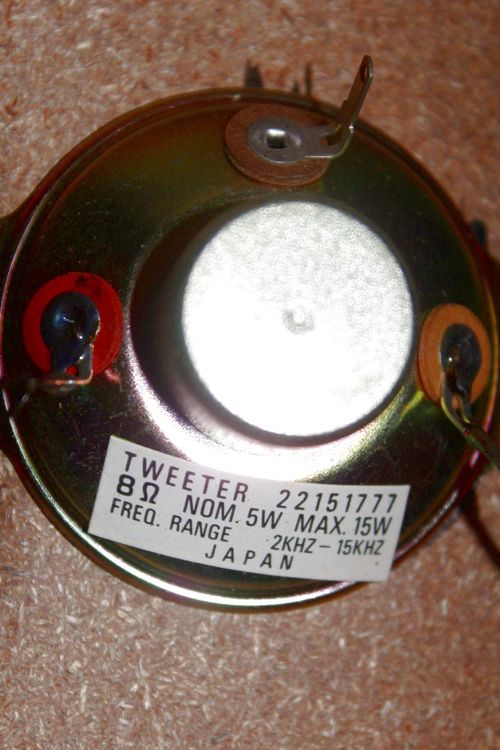 TWEETER 22151777
8Ω NOM. 5W MAX. 15W
FREQ. RANGE 2KHZ-15KHZ
JAPAN